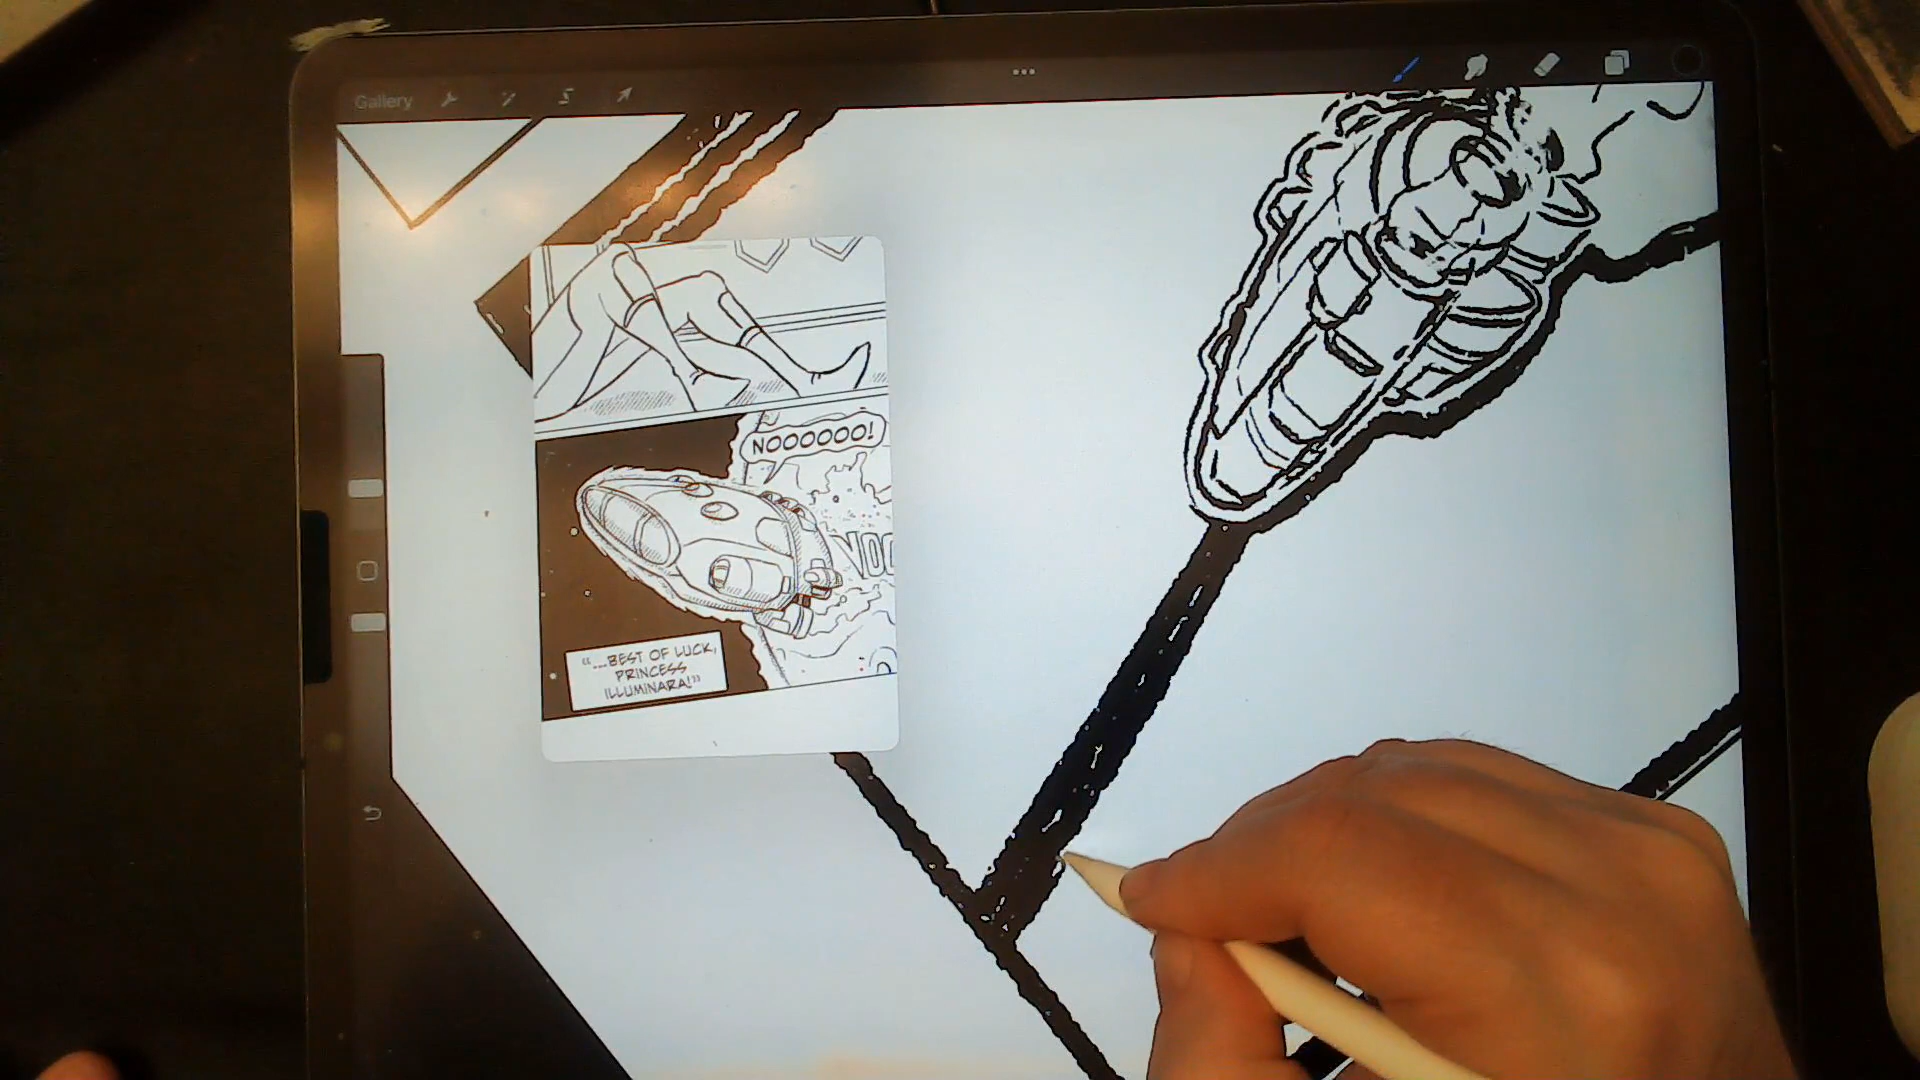 Gallery
NOOOOOO!
"...BEST OF LUCK,
PRINCESS
ILLUMINARA!"